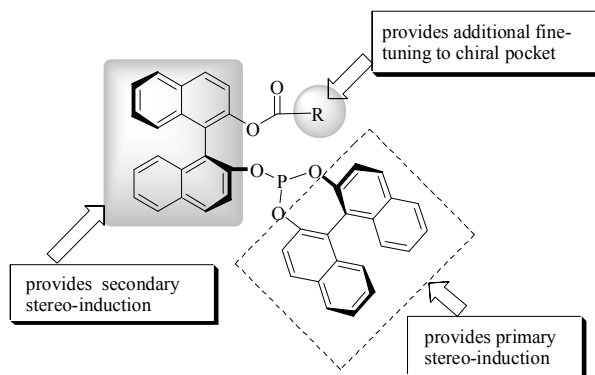 provides additional fine-
tuning to chiral pocket
O
O
R
O
P
O
O
provides secondary
stereo-induction
provides primary
stereo-induction